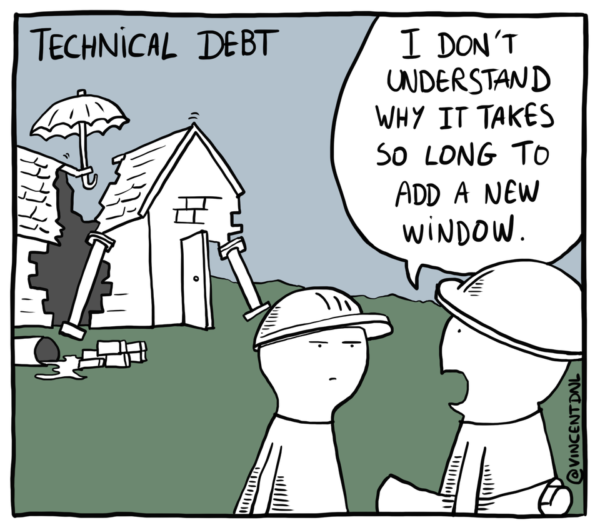 TECHNICAL DEBT
I DON'T
UNDERSTAND
WHY IT TAKES
SO LONG TO
ADD A NEW
WINDOW.
@VINCENTDNL